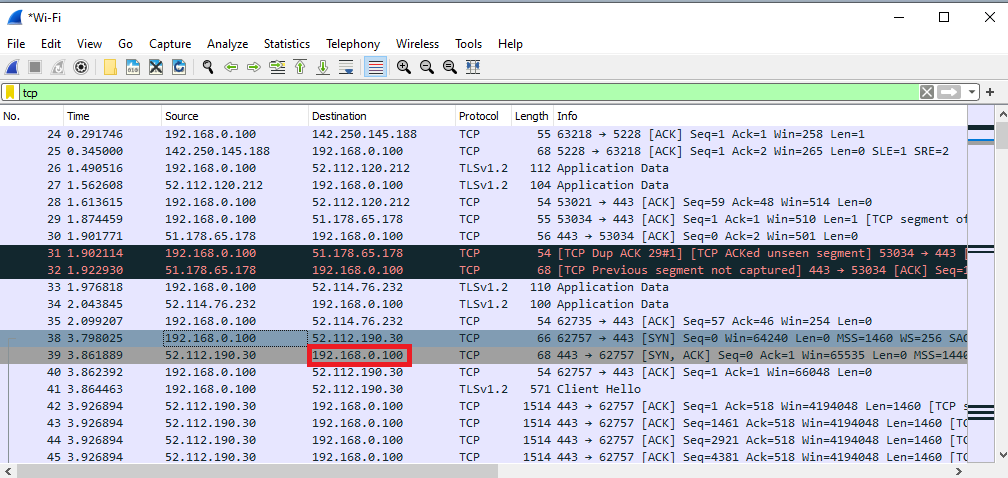 *Wi-Fi
File Edit View Go Capture Analyze Statistics Telephony Wireless Tools Help
tcp
No. Time Source Destination Protocol Length Info
24 0.291746 192.168.0.100 142.250.145.188 TCP 55 63218 → 5228 [ACK] Seq=1 Ack=1 Win=258 Len=1
25 0.345000 142.250.145.188 192.168.0.100 TCP 68 5228 → 63218 [ACK] Seq=1 Ack=2 Win=265 Len=0 SLE=1 SRE=2
26 1.490516 192.168.0.100 52.112.120.212 TLSv1.2 112 Application Data
27 1.562608 52.112.120.212 192.168.0.100 TLSv1.2 104 Application Data
28 1.613615 192.168.0.100 52.112.120.212 TCP 54 53021 → 443 [ACK] Seq=59 Ack=48 Win=514 Len=0
29 1.874459 192.168.0.100 51.178.65.178 TCP 55 53034 → 443 [ACK] Seq=1 Ack=1 Win=510 Len=1 [TCP segment of
30 1.901771 51.178.65.178 192.168.0.100 TCP 56 443 → 53034 [ACK] Seq=0 Ack=2 Win=501 Len=0
31 1.902114 192.168.0.100 51.178.65.178 TCP 54 [TCP Dup ACK 29#1] [TCP ACKed unseen segment] 53034 → 443 [
32 1.922930 51.178.65.178 192.168.0.100 TCP 68 [TCP Previous segment not captured] 443 → 53034 [ACK] Seq=1
33 1.976818 192.168.0.100 52.114.76.232 TLSv1.2 110 Application Data
34 2.043845 52.114.76.232 192.168.0.100 TLSv1.2 100 Application Data
35 2.099207 192.168.0.100 52.114.76.232 TCP 54 62735 → 443 [ACK] Seq=57 Ack=46 Win=254 Len=0
38 3.798025 192.168.0.100 52.112.190.30 TCP 66 62757 → 443 [SYN] Seq=0 Win=64240 Len=0 MSS=1460 WS=256 SAC
39 3.861889 52.112.190.30 192.168.0.100 TCP 68 443 → 62757 [SYN, ACK] Seq=0 Ack=1 Win=65535 Len=0 MSS=1440
40 3.862392 192.168.0.100 52.112.190.30 TCP 54 62757 → 443 [ACK] Seq=1 Ack=1 Win=66048 Len=0
41 3.864463 192.168.0.100 52.112.190.30 TLSv1.2 571 Client Hello
42 3.926894 52.112.190.30 192.168.0.100 TCP 1514 443 → 62757 [ACK] Seq=1 Ack=518 Win=4194048 Len=1460 [TCP s
43 3.926894 52.112.190.30 192.168.0.100 TCP 1514 443 → 62757 [ACK] Seq=1461 Ack=518 Win=4194048 Len=1460 [TC
44 3.926894 52.112.190.30 192.168.0.100 TCP 1514 443 → 62757 [ACK] Seq=2921 Ack=518 Win=4194048 Len=1460 [TC
45 3.926894 52.112.190.30 192.168.0.100 TCP 1514 443 → 62757 [ACK] Seq=4381 Ack=518 Win=4194048 Len=1460 [TC